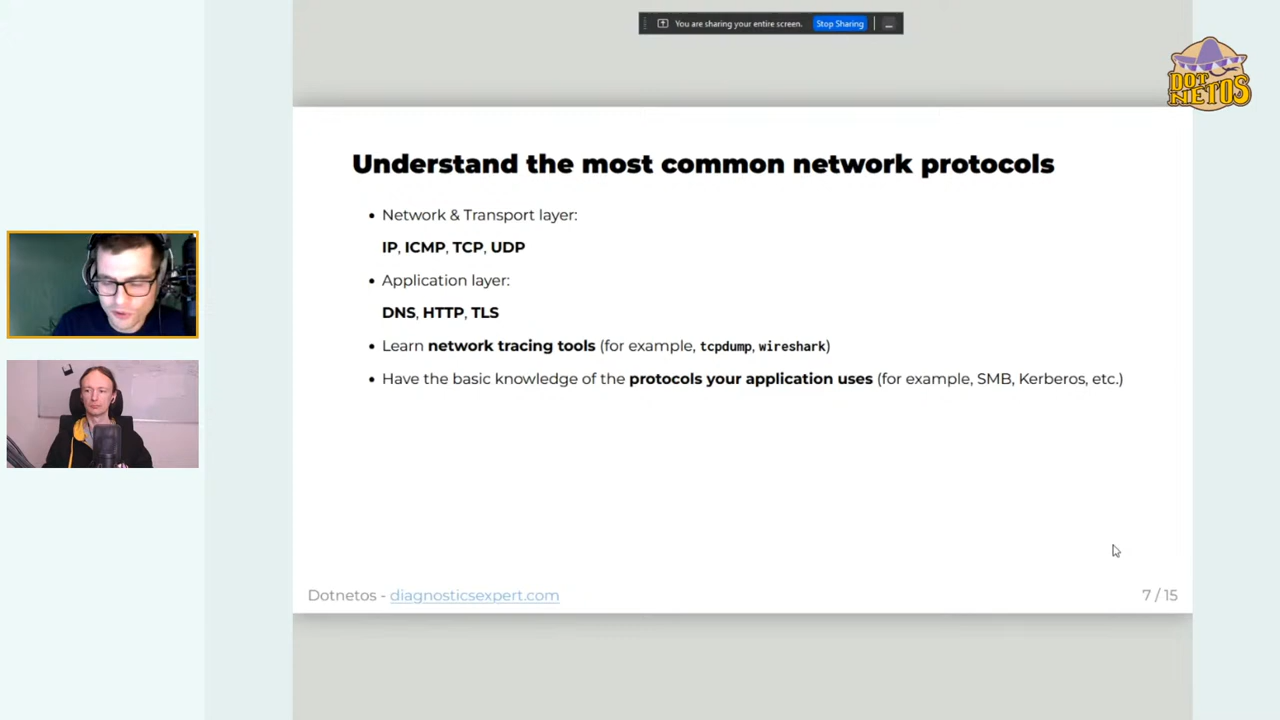 You are sharing your entire screen. Stop Sharing
DOT
NETOS
Understand the most common network protocols
• Network & Transport layer:
IP, ICMP, TCP, UDP
• Application layer:
DNS, HTTP, TLS
• Learn network tracing tools (for example, tcpdump, wireshark)
• Have the basic knowledge of the protocols your application uses (for example, SMB, Kerberos, etc.)
Dotnetos - diagnosticsexpert.com
7 / 15